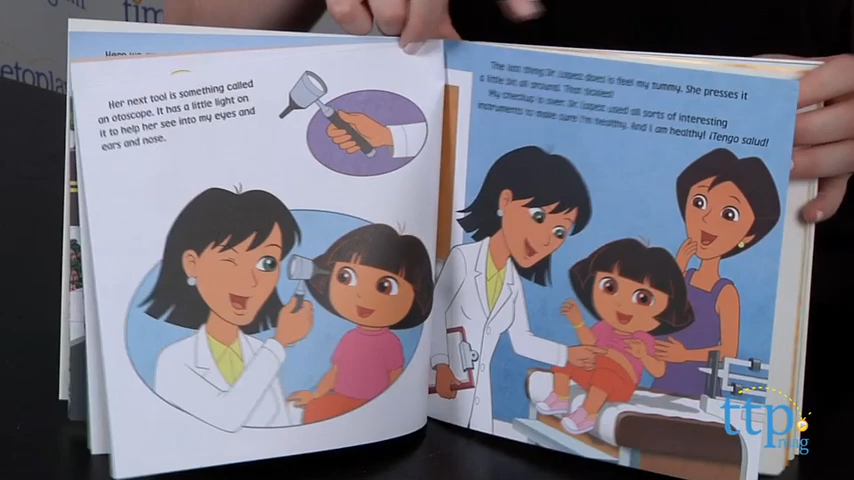 Her next tool is something called
an otoscope. It has a little light on
it to help her see into my eyes and
ears and nose.
The last thing Dr. Lopez does is feel my tummy. She presses it
a little bit all around. That tickles!
My checkup is over. Dr. Lopez used all sorts of interesting
instruments to make sure I'm healthy. And I am healthy! ¡Tengo salud!
ttp
mag